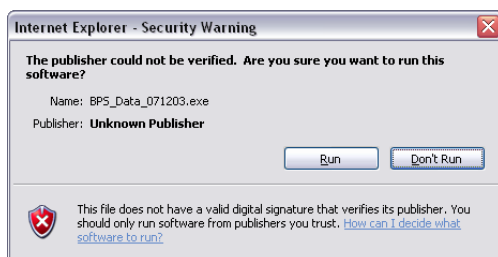 Internet Explorer - Security Warning
The publisher could not be verified.  Are you sure you want to run this
software?
Name: BPS_Data_071203.exe
Publisher: Unknown Publisher
Run Don't Run
This file does not have a valid digital signature that verifies its publisher. You
should only run software from publishers you trust. How can I decide what
software to run?